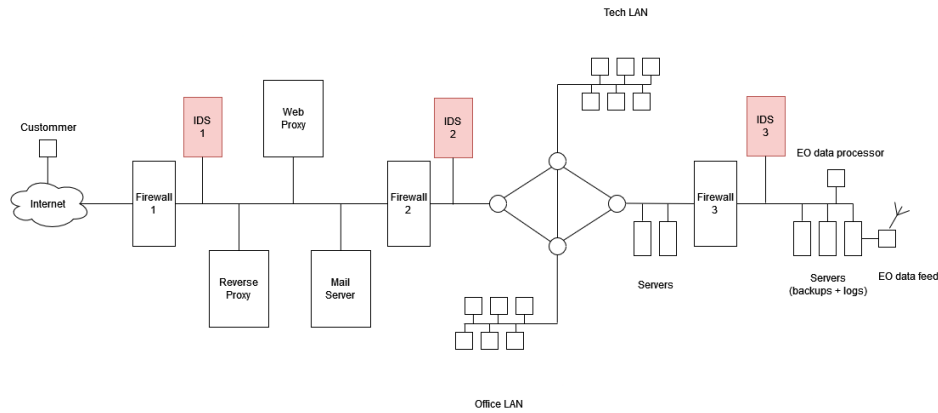 Tech LAN
Custommer
IDS
1
Web
Proxy
IDS
2
IDS
3
EO data processor
Internet
Firewall
1
Firewall
2
Firewall
3
Reverse
Proxy
Mail
Server
Servers
Servers
(backups + logs)
EO data feed
Office LAN